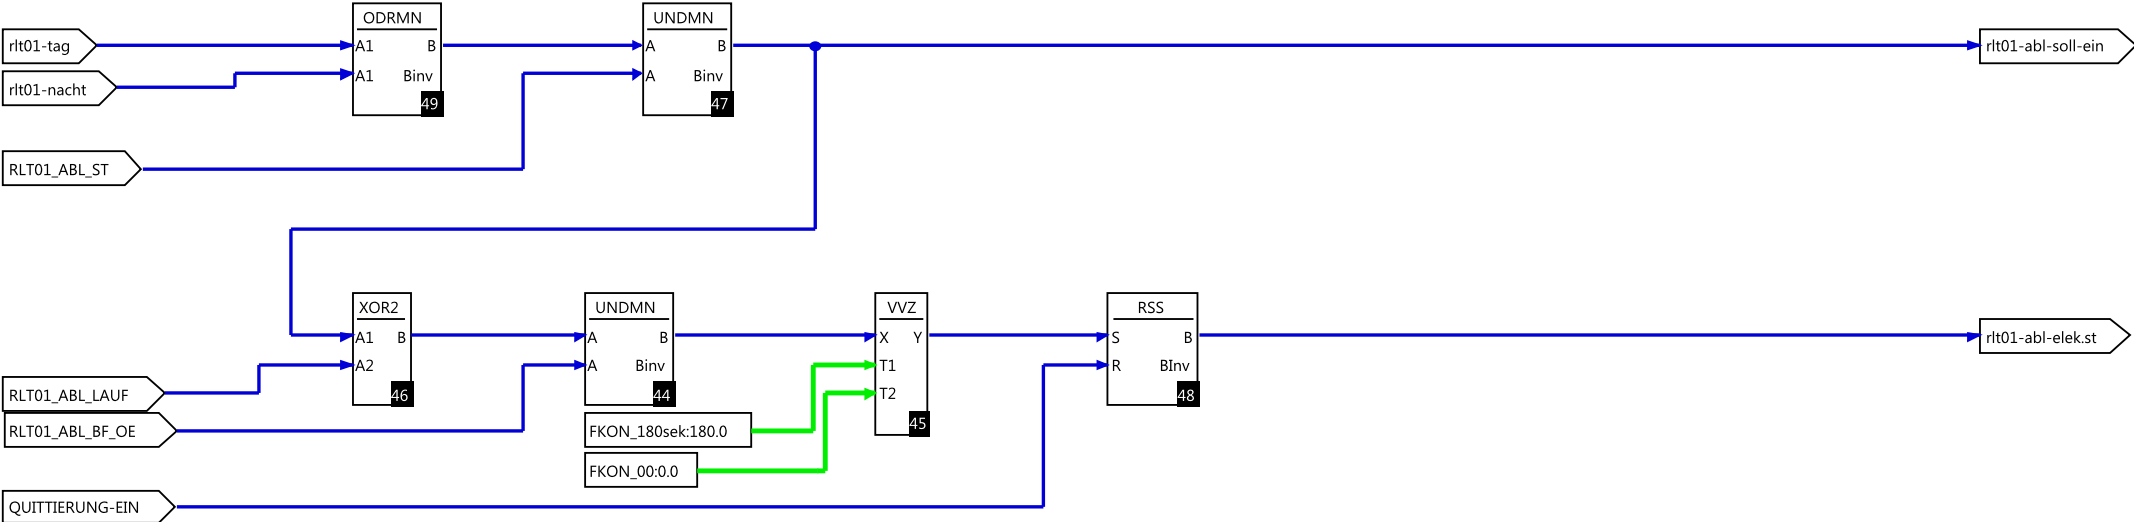 ODRMN
UNDMN
rlt01-tag
A1
B
A
B
rlt01-abl-soll-ein
rlt01-nacht
A1
Binv
A
Binv
49
47
RLT01_ABL_ST
XOR2
UNDMN
VVZ
RSS
A1
B
A
B
X
Y
S
B
rlt01-abl-elek.st
A2
A
Binv
T1
R
BInv
RLT01_ABL_LAUF
46
44
T2
48
RLT01_ABL_BF_OE
FKON_180sek:180.0
45
FKON_00:0.0
QUITTIERUNG-EIN